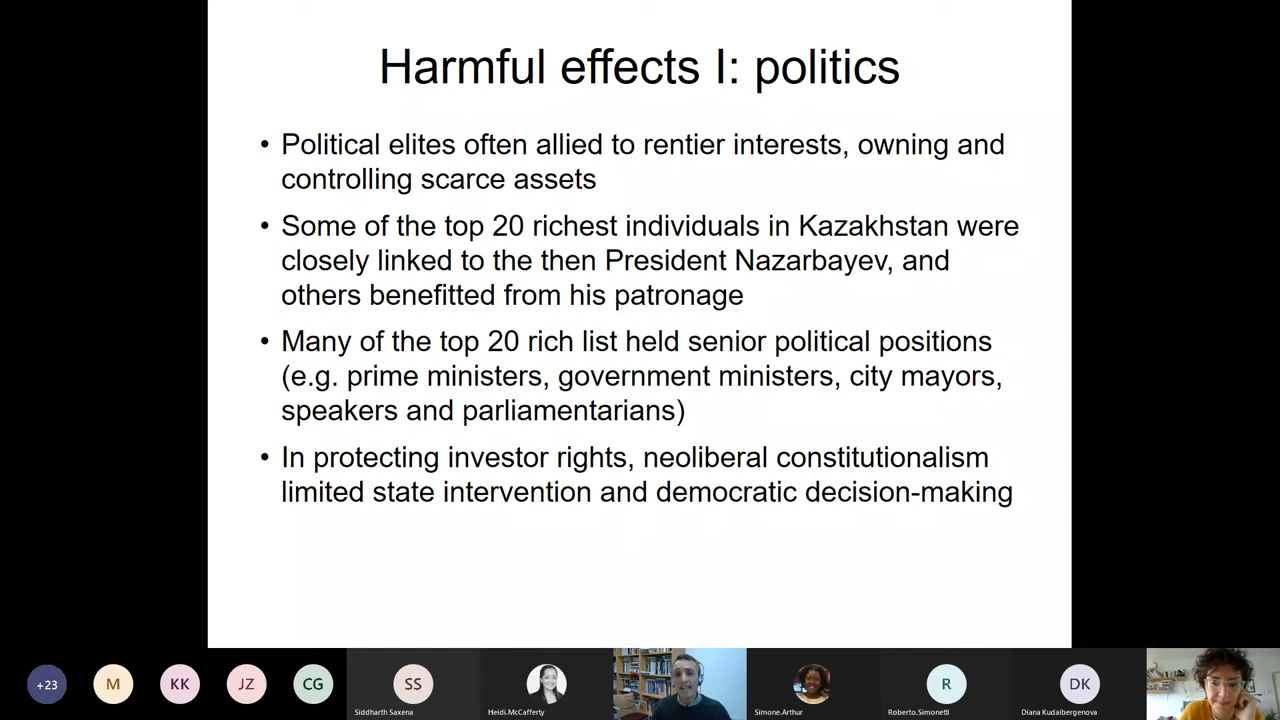 Harmful effects I: politics
• Political elites often allied to rentier interests, owning and
controlling scarce assets
• Some of the top 20 richest individuals in Kazakhstan were
closely linked to the then President Nazarbayev, and
others benefitted from his patronage
• Many of the top 20 rich list held senior political positions
(e.g. prime ministers, government ministers, city mayors,
speakers and parliamentarians)
• In protecting investor rights, neoliberal constitutionalism
limited state intervention and democratic decision-making
+23 M KK JZ CG SS R DK
Siddharth Saxena Heidi.McCafferty Simone.Arthur Roberto.Simonetti Diana Kudaibergenova